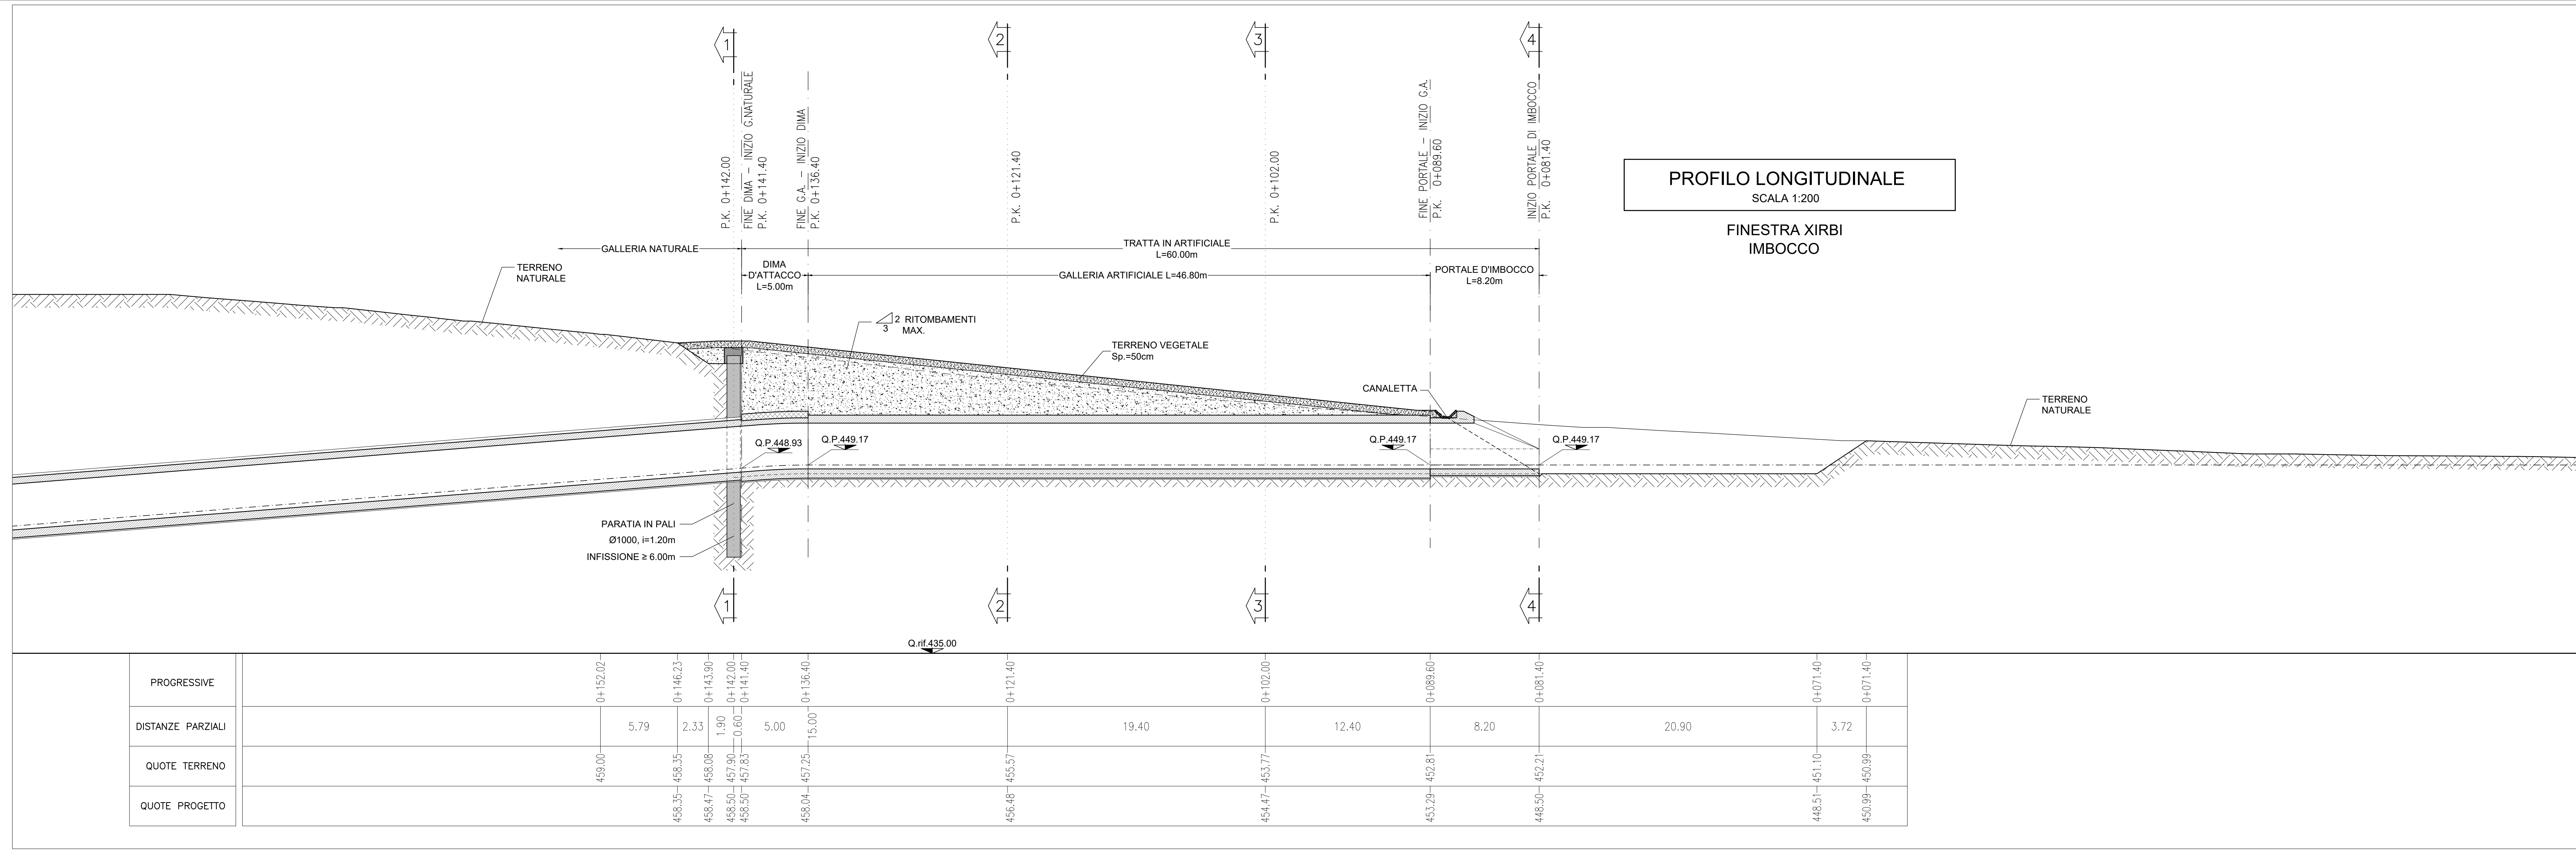 1
2
3
4
P.K. 0+142.00
FINE DIMA – INIZIO G.NATURALE
P.K. 0+141.40
FINE G.A. – INIZIO DIMA
P.K. 0+136.40
P.K. 0+121.40
P.K. 0+102.00
FINE PORTALE – INIZIO G.A.
P.K. 0+089.60
INIZIO PORTALE DI IMBOCCO
P.K. 0+081.40
PROFILO LONGITUDINALE
SCALA 1:200
FINESTRA XIRBI
IMBOCCO
GALLERIA NATURALE
TRATTA IN ARTIFICIALE
L=60.00m
DIMA
D'ATTACCO
L=5.00m
GALLERIA ARTIFICIALE L=46.80m
PORTALE D'IMBOCCO
L=8.20m
TERRENO
NATURALE
2 RITOMBAMENTI
3 MAX.
TERRENO VEGETALE
Sp.=50cm
CANALETTA
TERRENO
NATURALE
Q.P.448.93
Q.P.449.17
Q.P.449.17
Q.P.449.17
PARATIA IN PALI
Ø1000, i=1.20m
INFISSIONE ≥ 6.00m
1
2
3
4
Q.rif.435.00
PROGRESSIVE 0+152.02 0+146.23 0+143.90 0+142.00 0+141.40 0+136.40 0+121.40 0+102.00 0+089.60 0+081.40 0+071.40 0+071.40
DISTANZE PARZIALI 5.79 2.33 1.90 0.60 5.00 15.00 19.40 12.40 8.20 20.90 3.72
QUOTE TERRENO 459.00 458.35 458.08 457.90 457.83 457.25 455.57 453.77 452.81 452.21 451.10 450.99
QUOTE PROGETTO 458.35 458.47 458.50 458.50 458.04 456.48 454.47 453.29 448.50 448.51 450.99